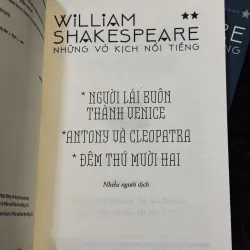 WILLIAM ★★
SHAKESPEARE
NHỮNG VỞ KỊCH NỔI TIẾNG
* NGƯỜI LÁI BUÔN
THÀNH VENICE
*ANTONY VÀ CLEOPATRA
* ĐÊM THỨ MƯỜI HAI
Nhiều người dịch